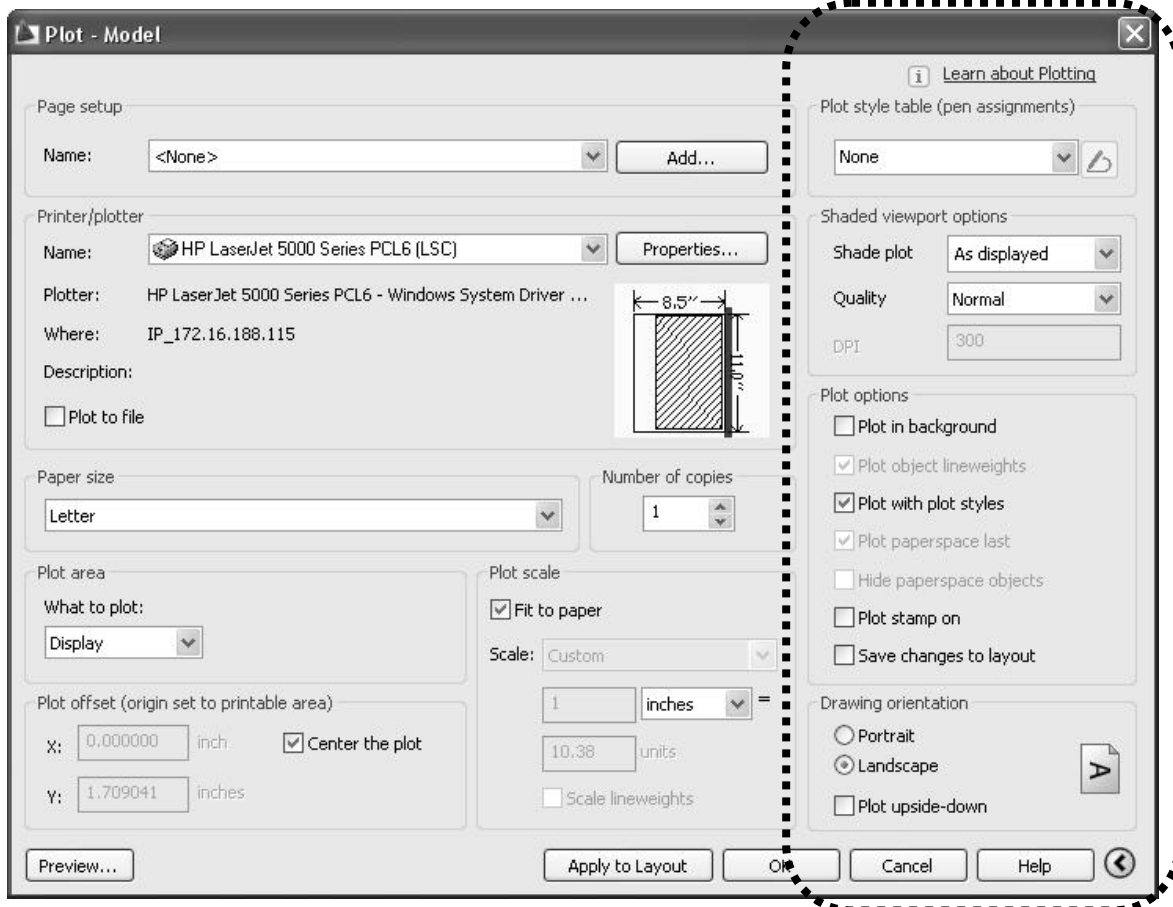 Plot - Model
Learn about Plotting
Page setup
Name: <None> Add...
Plot style table (pen assignments)
None
Printer/plotter
Name: HP LaserJet 5000 Series PCL6 (LSC) Properties...
Plotter: HP LaserJet 5000 Series PCL6 - Windows System Driver ...
Where: IP_172.16.188.115
Description:
Plot to file
8.5″
11.0″
Shaded viewport options
Shade plot As displayed
Quality Normal
DPI 300
Paper size
Letter
Number of copies
1
Plot options
Plot in background
Plot object lineweights
Plot with plot styles
Plot paperspace last
Hide paperspace objects
Plot stamp on
Save changes to layout
Plot area
What to plot:
Display
Plot scale
Fit to paper
Scale: Custom
1 inches =
10.38 units
Scale lineweights
Plot offset (origin set to printable area)
X: 0.000000 inch Center the plot
Y: 1.709041 inches
Drawing orientation
Portrait
Landscape
Plot upside-down
A
Preview... Apply to Layout OK Cancel Help